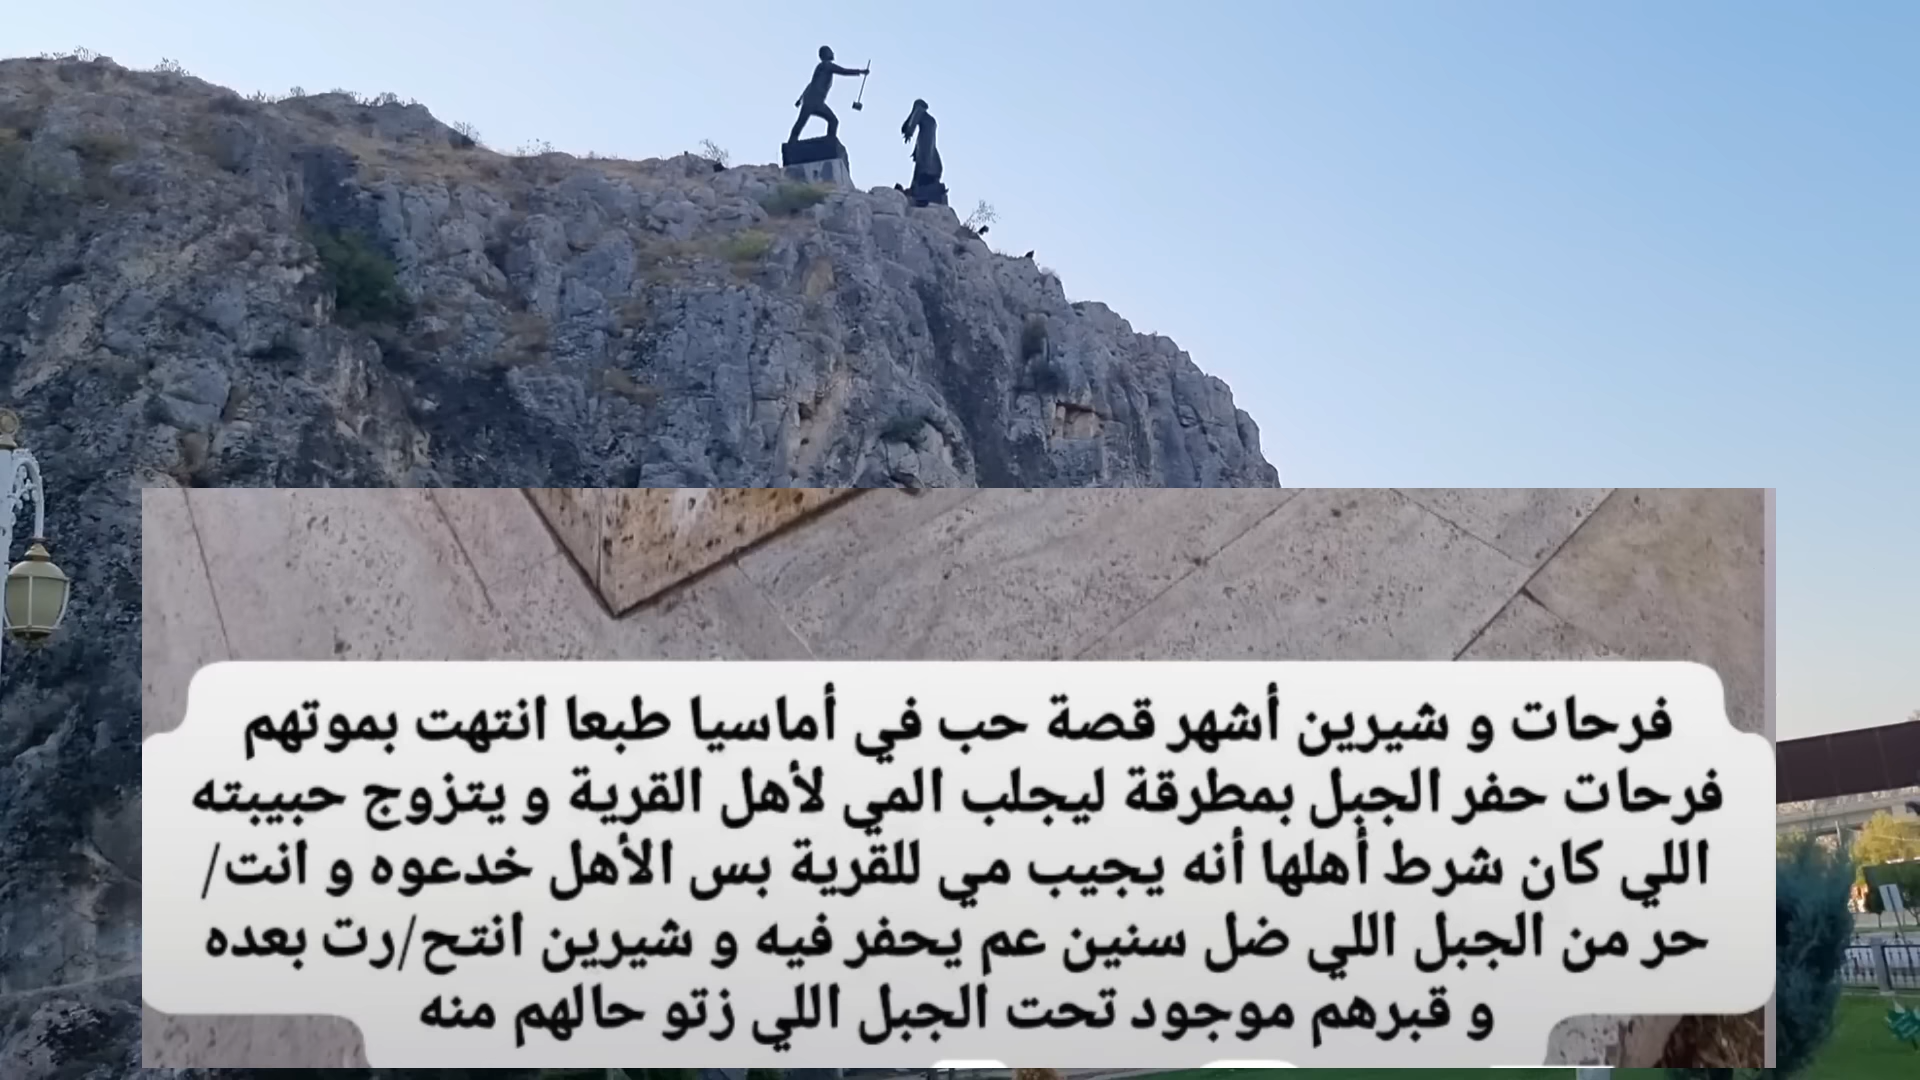 فرحات و شيرين أشهر قصة حب في أماسيا طبعا انتهت بموتهم
فرحات حفر الجبل بمطرقة ليجلب المي لأهل القرية و يتزوج حبيبته
اللي كان شرط أهلها أنه يجيب مي للقرية بس الأهل خدعوه و انت/
حر من الجبل اللي ضل سنين عم يحفر فيه و شيرين انتح/رت بعده
و قبرهم موجود تحت الجبل اللي زتو حالهم منه